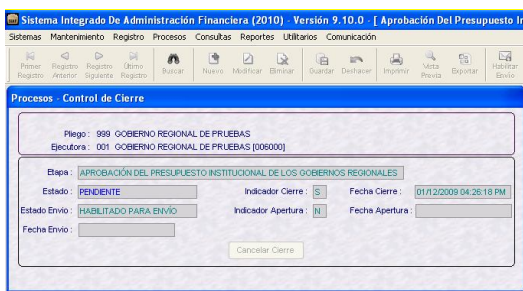 Sistema Integrado De Administración Financiera (2010) - Versión 9.10.0 - [ Aprobación Del Presupuesto In
Sistemas Mantenimiento Registro Procesos Consultas Reportes Utilitarios Comunicación
Primer Registro Registro Anterior Registro Siguiente Último Registro Buscar Nuevo Modificar Eliminar Guardar Deshacer Imprimir Vista Previa Exportar Habilitar Envío
Procesos - Control de Cierre
Pliego : 999 GOBIERNO REGIONAL DE PRUEBAS
Ejecutora : 001 GOBIERNO REGIONAL DE PRUEBAS [006000]
Etapa : APROBACIÓN DEL PRESUPUESTO INSTITUCIONAL DE LOS GOBIERNOS REGIONALES
Estado : PENDIENTE Indicador Cierre : S Fecha Cierre : 01/12/2009 04:26:18 PM
Estado Envio : HABILITADO PARA ENVÍO Indicador Apertura : N Fecha Apertura :
Fecha Envio :
Cancelar Cierre